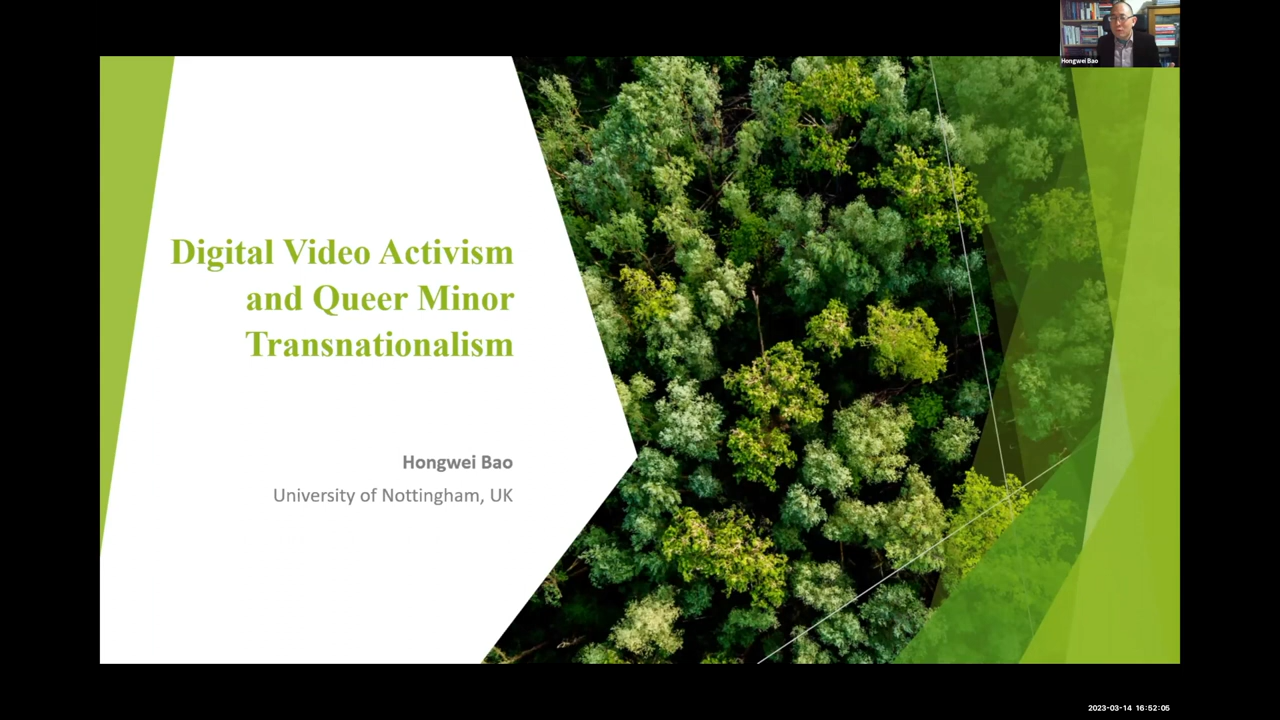 Hongwei Bao
Digital Video Activism
and Queer Minor
Transnationalism
Hongwei Bao
University of Nottingham, UK
2023-03-14 16:52:05